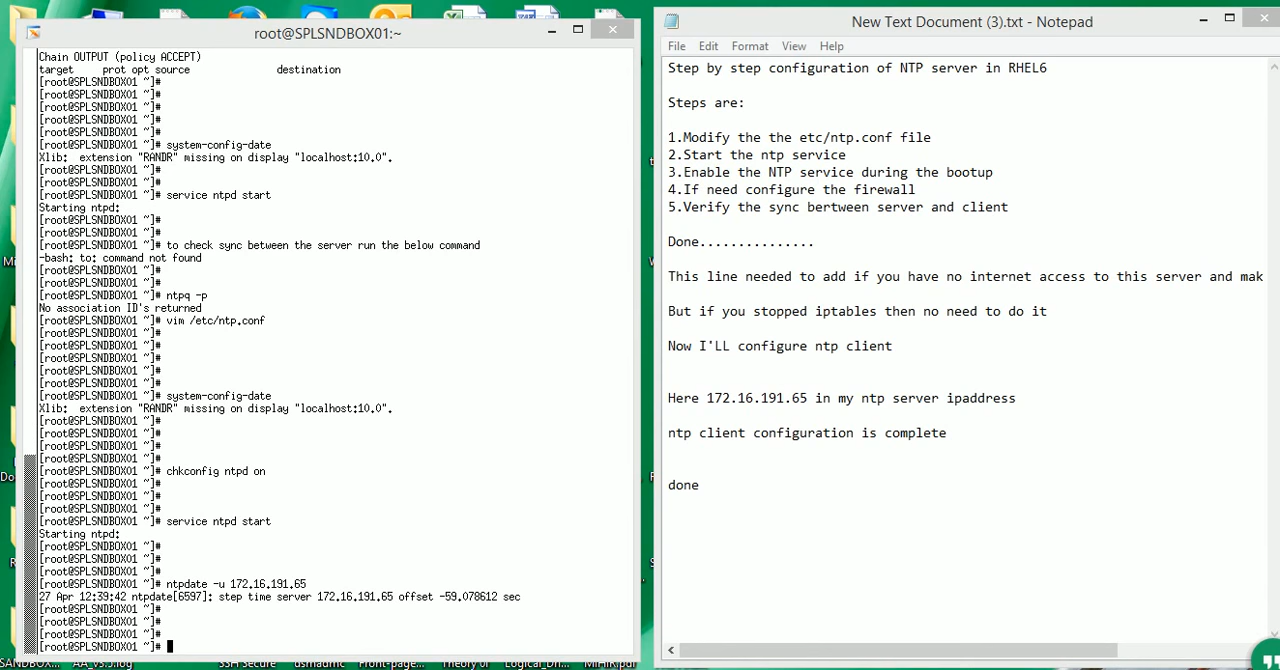 root@SPLSNDBOX01:~
Chain OUTPUT (policy ACCEPT)
target     prot opt source               destination
[root@SPLSNDBOX01 ~]#
[root@SPLSNDBOX01 ~]#
[root@SPLSNDBOX01 ~]#
[root@SPLSNDBOX01 ~]#
[root@SPLSNDBOX01 ~]#
[root@SPLSNDBOX01 ~]# system-config-date
Xlib:  extension "RANDR" missing on display "localhost:10.0".
[root@SPLSNDBOX01 ~]#
[root@SPLSNDBOX01 ~]#
[root@SPLSNDBOX01 ~]# service ntpd start
Starting ntpd:
[root@SPLSNDBOX01 ~]#
[root@SPLSNDBOX01 ~]#
[root@SPLSNDBOX01 ~]# to check sync between the server run the below command
-bash: to: command not found
[root@SPLSNDBOX01 ~]#
[root@SPLSNDBOX01 ~]#
[root@SPLSNDBOX01 ~]# ntpq -p
No association ID's returned
[root@SPLSNDBOX01 ~]# vim /etc/ntp.conf
[root@SPLSNDBOX01 ~]#
[root@SPLSNDBOX01 ~]#
[root@SPLSNDBOX01 ~]#
[root@SPLSNDBOX01 ~]#
[root@SPLSNDBOX01 ~]#
[root@SPLSNDBOX01 ~]# system-config-date
Xlib:  extension "RANDR" missing on display "localhost:10.0".
[root@SPLSNDBOX01 ~]#
[root@SPLSNDBOX01 ~]#
[root@SPLSNDBOX01 ~]#
[root@SPLSNDBOX01 ~]#
[root@SPLSNDBOX01 ~]# chkconfig ntpd on
[root@SPLSNDBOX01 ~]#
[root@SPLSNDBOX01 ~]#
[root@SPLSNDBOX01 ~]#
[root@SPLSNDBOX01 ~]# service ntpd start
Starting ntpd:
[root@SPLSNDBOX01 ~]#
[root@SPLSNDBOX01 ~]#
[root@SPLSNDBOX01 ~]# ntpdate -u 172.16.191.65
27 Apr 12:39:42 ntpdate[6597]: step time server 172.16.191.65 offset -59.078612 sec
[root@SPLSNDBOX01 ~]#
[root@SPLSNDBOX01 ~]#
[root@SPLSNDBOX01 ~]#
[root@SPLSNDBOX01 ~]#
New Text Document (3).txt - Notepad
File Edit Format View Help
Step by step configuration of NTP server in RHEL6
Steps are:
1.Modify the the etc/ntp.conf file
2.Start the ntp service
3.Enable the NTP service during the bootup
4.If need configure the firewall
5.Verify the sync bertween server and client
Done...............
This line needed to add if you have no internet access to this server and mak
But if you stopped iptables then no need to do it
Now I'LL configure ntp client
Here 172.16.191.65 in my ntp server ipaddress
ntp client configuration is complete
done